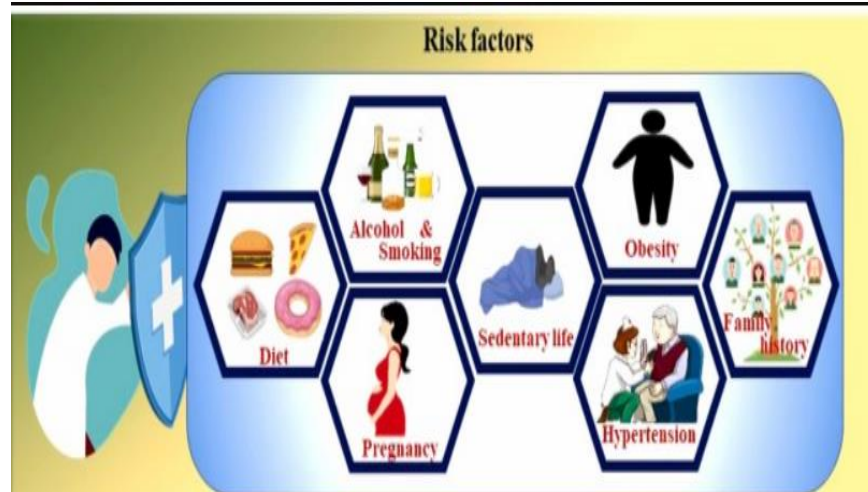 Risk factors
Alcohol &
Smoking
Obesity
Diet
Sedentary life
Family
history
Pregnancy
Hypertension